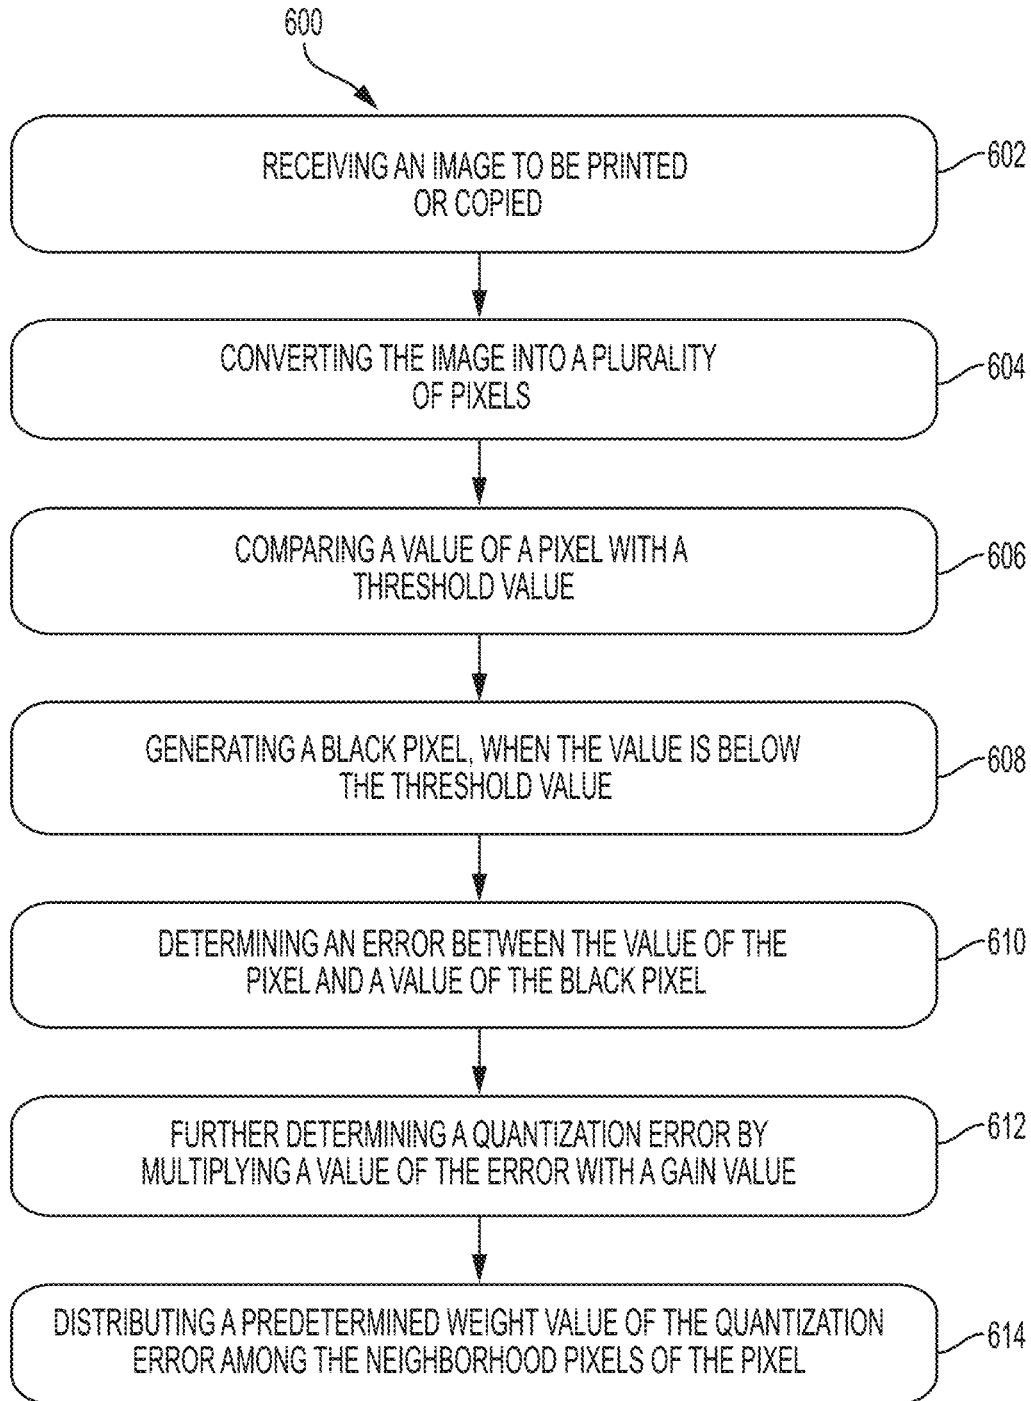 600
RECEIVING AN IMAGE TO BE PRINTED
OR COPIED
602
CONVERTING THE IMAGE INTO A PLURALITY
OF PIXELS
604
COMPARING A VALUE OF A PIXEL WITH A
THRESHOLD VALUE
606
GENERATING A BLACK PIXEL, WHEN THE VALUE IS BELOW
THE THRESHOLD VALUE
608
DETERMINING AN ERROR BETWEEN THE VALUE OF THE
PIXEL AND A VALUE OF THE BLACK PIXEL
610
FURTHER DETERMINING A QUANTIZATION ERROR BY
MULTIPLYING A VALUE OF THE ERROR WITH A GAIN VALUE
612
DISTRIBUTING A PREDETERMINED WEIGHT VALUE OF THE QUANTIZATION
ERROR AMONG THE NEIGHBORHOOD PIXELS OF THE PIXEL
614